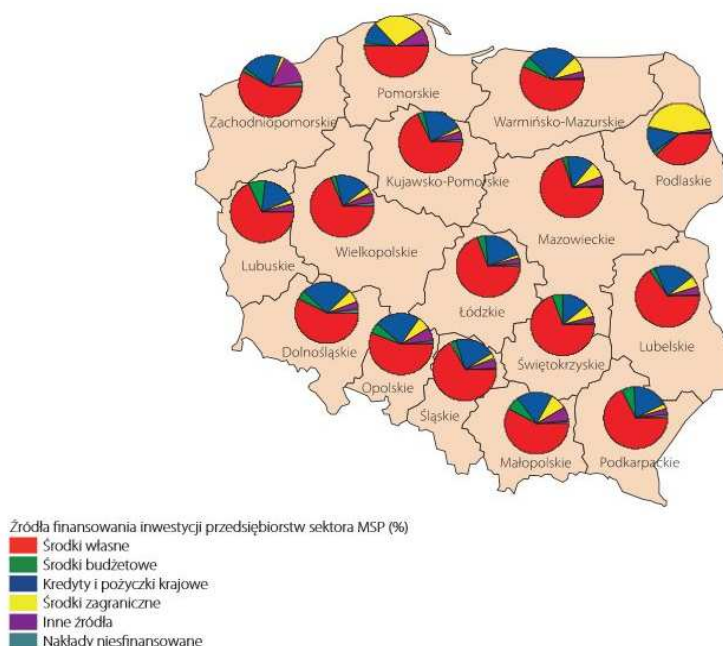 Pomorskie
Zachodniopomorskie
Warmińsko-Mazurskie
Kujawsko-Pomorskie
Podlaskie
Mazowieckie
Wielkopolskie
Lubuskie
Łódzkie
Lubelskie
Dolnośląskie
Świętokrzyskie
Opolskie
Śląskie
Małopolskie
Podkarpackie
Źródła finansowania inwestycji przedsiębiorstw sektora MSP (%)
Środki własne
Środki budżetowe
Kredyty i pożyczki krajowe
Środki zagraniczne
Inne źródła
Nakłady niesfinansowane